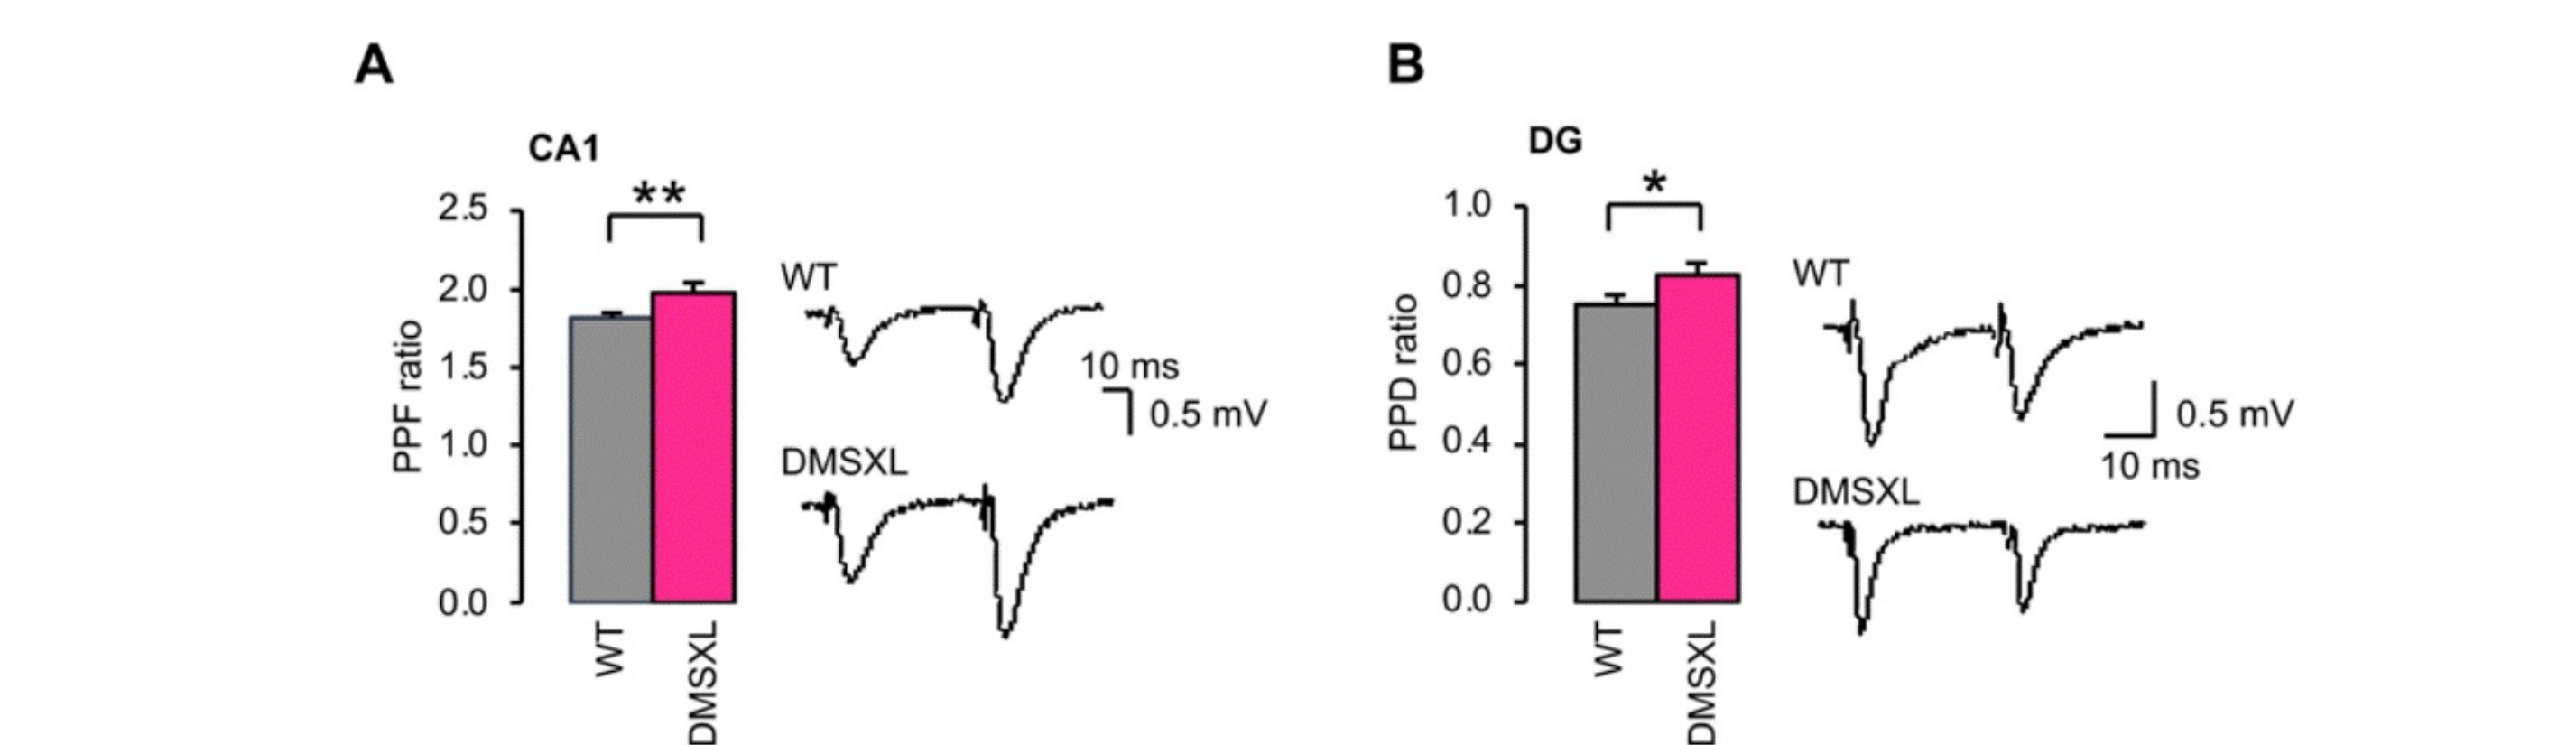 A
CA1
**
2.5
2.0
1.5
1.0
0.5
0.0
PPF ratio
WT
DMSXL
WT
10 ms
0.5 mV
DMSXL
B
DG
*
1.0
0.8
0.6
0.4
0.2
0.0
PPD ratio
WT
DMSXL
WT
0.5 mV
10 ms
DMSXL